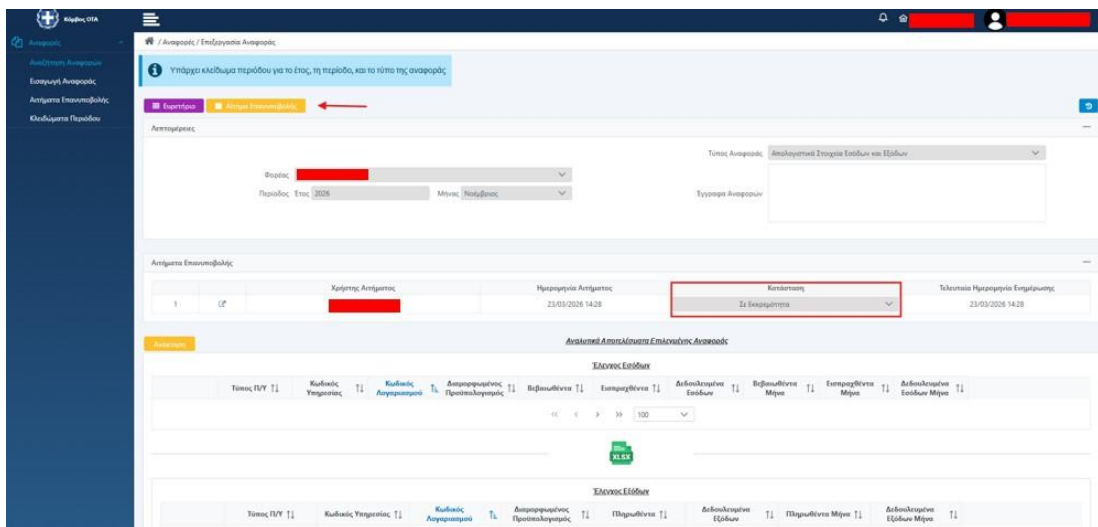 Κόμβος ΟΤΑ
Αναφορές
Αναζήτηση Αναφορών
Εισαγωγή Αναφοράς
Αιτήματα Επανυποβολής
Κλειδώματα Περιόδου
/ Αναφορές / Επεξεργασία Αναφοράς
Υπάρχει κλείδωμα περιόδου για το έτος, τη περίοδο, και το τύπο της αναφοράς
Ευρετήριο Αίτημα Επανυποβολής
Λεπτομέρειες
Τύπος Αναφοράς Απολογιστικά Στοιχεία Εσόδων και Εξόδων
Φορέας
Περίοδος Έτος 2026 Μήνας Νοέμβριος
Έγγραφα Αναφορών
Αιτήματα Επανυποβολής
Χρήστης Αιτήματος Ημερομηνία Αιτήματος Κατάσταση Τελευταία Ημερομηνία Ενημέρωσης
1 23/03/2026 14:28 Σε Εκκρεμότητα 23/03/2026 14:28
Ανάκτηση
Αναλυτικά Αποτελέσματα Επιλεγμένης Αναφοράς
Έλεγχος Εσόδων
Τύπος Π/Υ Κωδικός Υπηρεσίας Κωδικός Λογαριασμού Διαμορφωμένος Προϋπολογισμός Βεβαιωθέντα Εισπραχθέντα Δεδουλευμένα Εσόδων Βεβαιωθέντα Μήνα Εισπραχθέντα Μήνα Δεδουλευμένα Εσόδων Μήνα
100
XLSX
Έλεγχος Εξόδων
Τύπος Π/Υ Κωδικός Υπηρεσίας Κωδικός Λογαριασμού Διαμορφωμένος Προϋπολογισμός Πληρωθέντα Δεδουλευμένα Εξόδων Πληρωθέντα Μήνα Δεδουλευμένα Εξόδων Μήνα